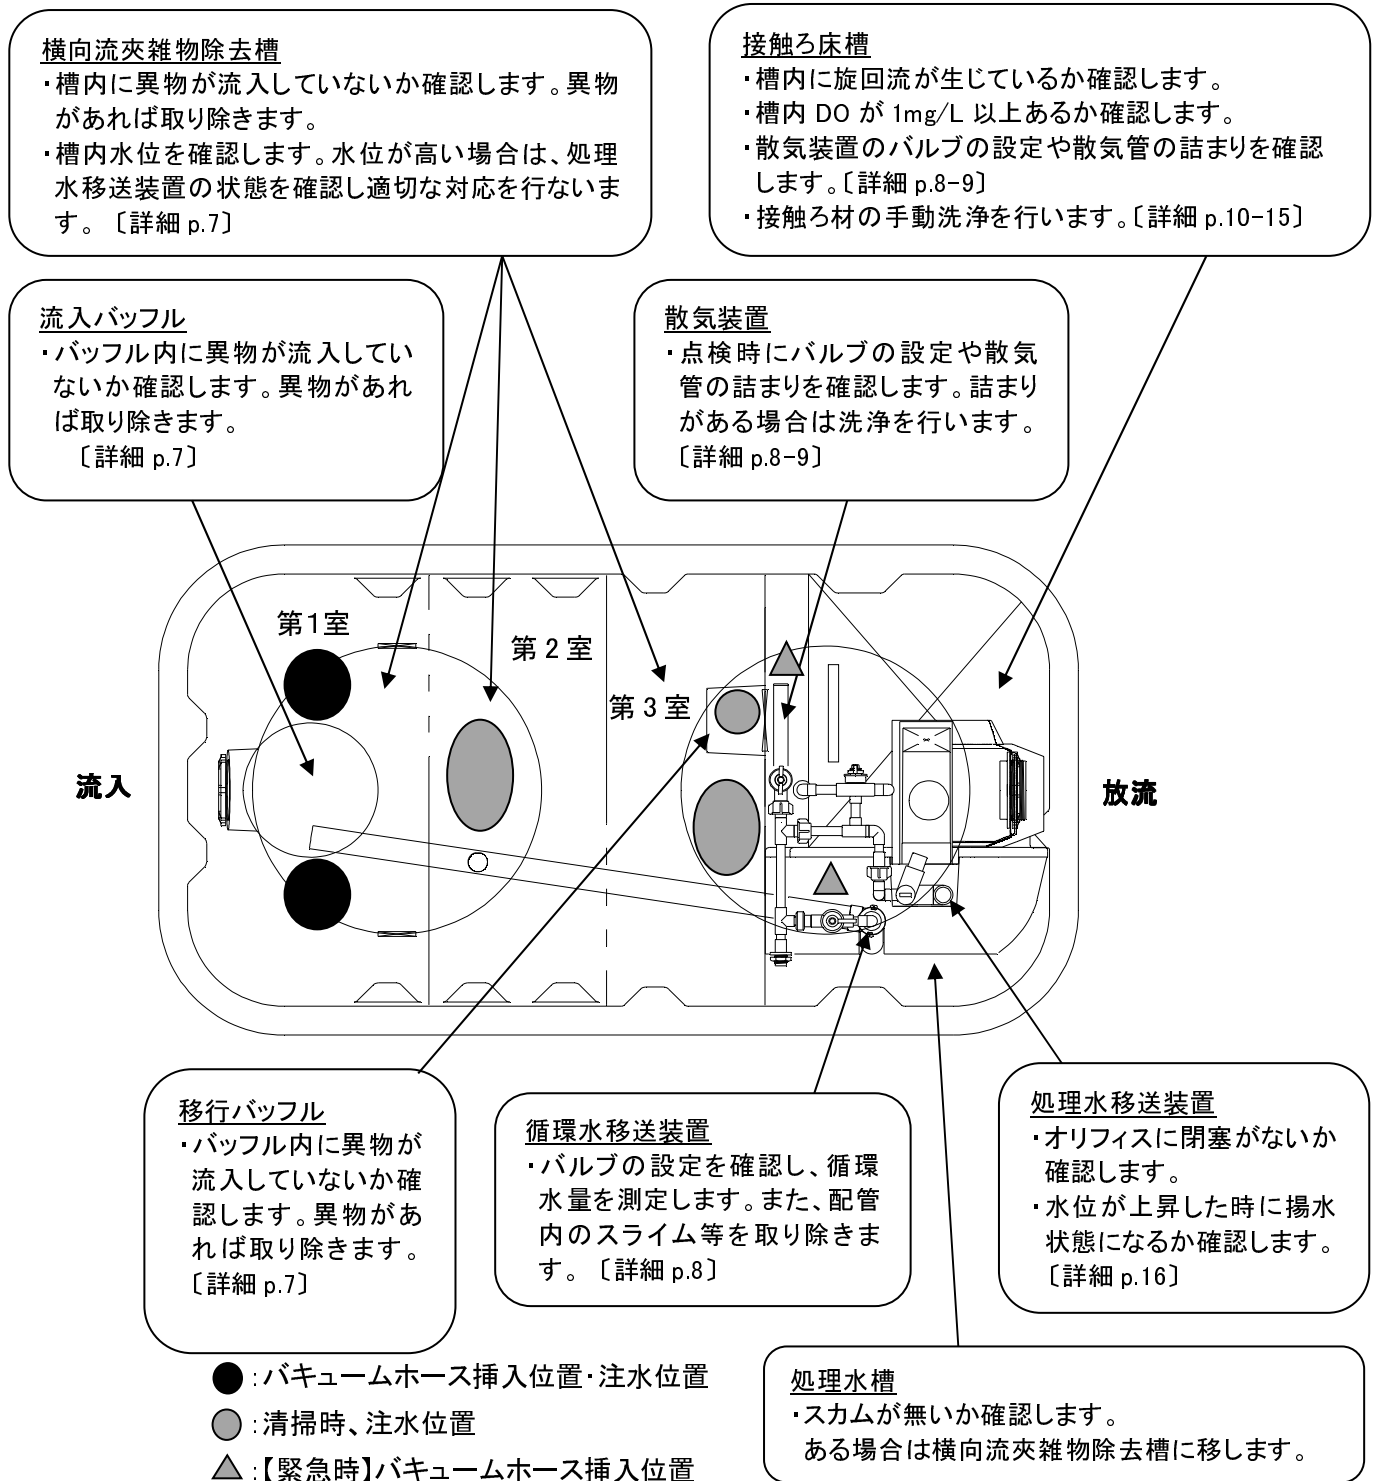 横向流夾雑物除去槽
・槽内に異物が流入していないか確認します。異物
があれば取り除きます。
・槽内水位を確認します。水位が高い場合は、処理
水移送装置の状態を確認し適切な対応を行ないま
す。〔詳細 p.7〕
接触ろ床槽
・槽内に旋回流が生じているか確認します。
・槽内 DO が 1mg/L 以上あるか確認します。
・散気装置のバルブの設定や散気管の詰まりを確認
します。〔詳細 p.8-9〕
・接触ろ材の手動洗浄を行います。〔詳細 p.10-15〕
流入バッフル
・バッフル内に異物が流入してい
ないか確認します。異物があれ
ば取り除きます。
〔詳細 p.7〕
散気装置
・点検時にバルブの設定や散気
管の詰まりを確認します。詰まり
がある場合は洗浄を行います。
〔詳細 p.8-9〕
第1室
第2室
第3室
流入
放流
移行バッフル
・バッフル内に異物が
流入していないか確
認します。異物があ
れば取り除きます。
〔詳細 p.7〕
循環水移送装置
・バルブの設定を確認し、循環
水量を測定します。また、配管
内のスライム等を取り除きま
す。〔詳細 p.8〕
処理水移送装置
・オリフィスに閉塞がないか
確認します。
・水位が上昇した時に揚水
状態になるか確認します。
〔詳細 p.16〕
●:バキュームホース挿入位置・注水位置
●:清掃時、注水位置
▲:【緊急時】バキュームホース挿入位置
処理水槽
・スカムが無いか確認します。
ある場合は横向流夾雑物除去槽に移します。